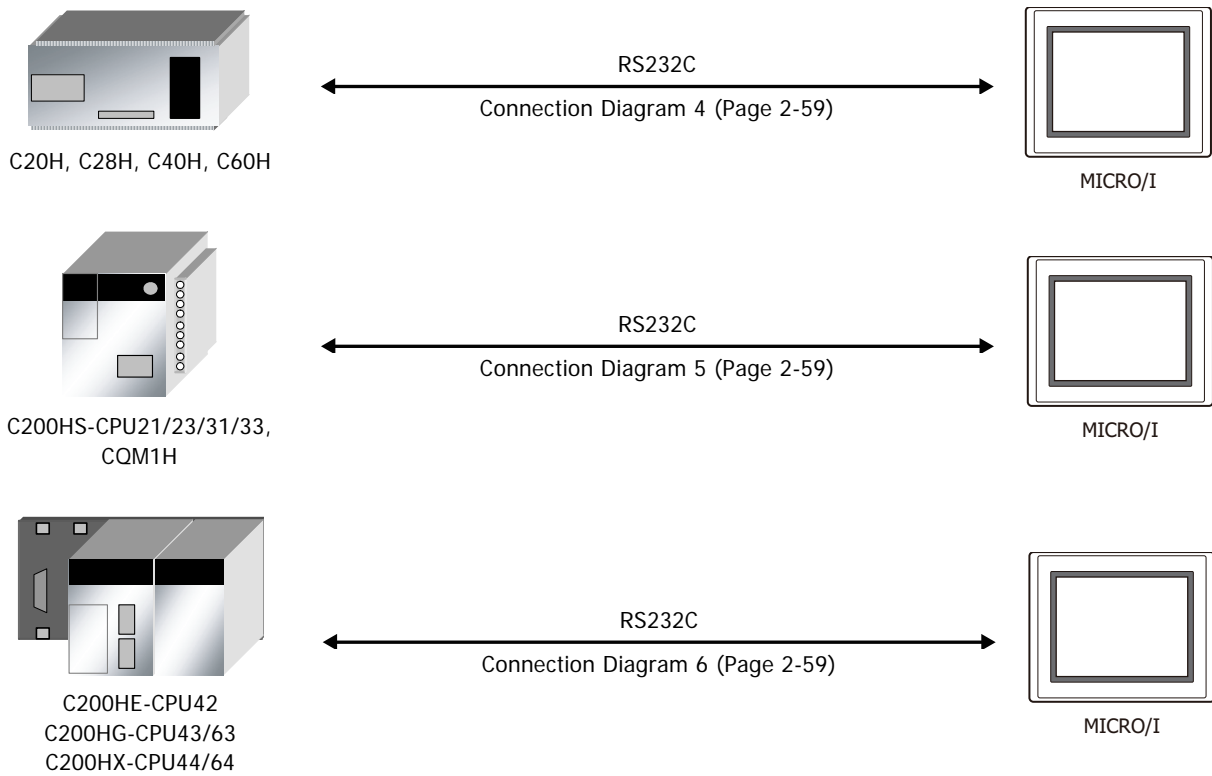 RS232C
Connection Diagram 4 (Page 2-59)
C20H, C28H, C40H, C60H
MICRO/I
RS232C
Connection Diagram 5 (Page 2-59)
C200HS-CPU21/23/31/33,
CQM1H
MICRO/I
RS232C
Connection Diagram 6 (Page 2-59)
C200HE-CPU42
C200HG-CPU43/63
C200HX-CPU44/64
MICRO/I